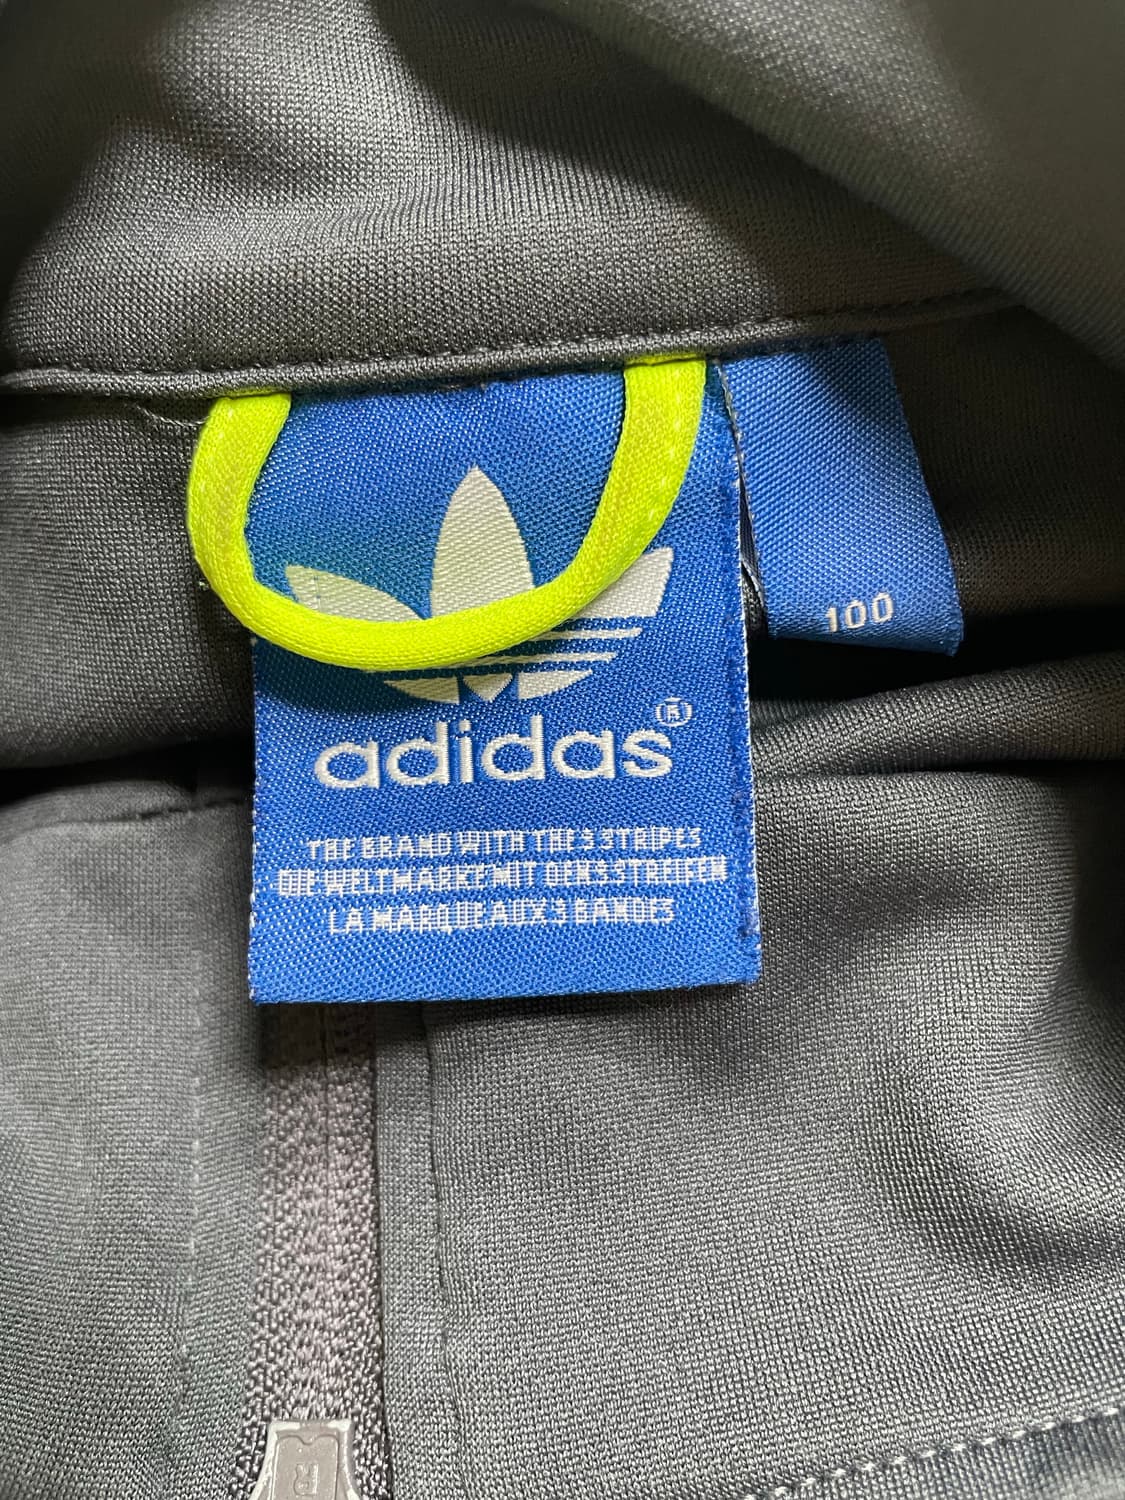 100
adidas®
THE BRAND WITH THE 3 STRIPES
DIE WELTMARKE MIT DEN 3 STREIFEN
LA MARQUE AUX 3 BANDES